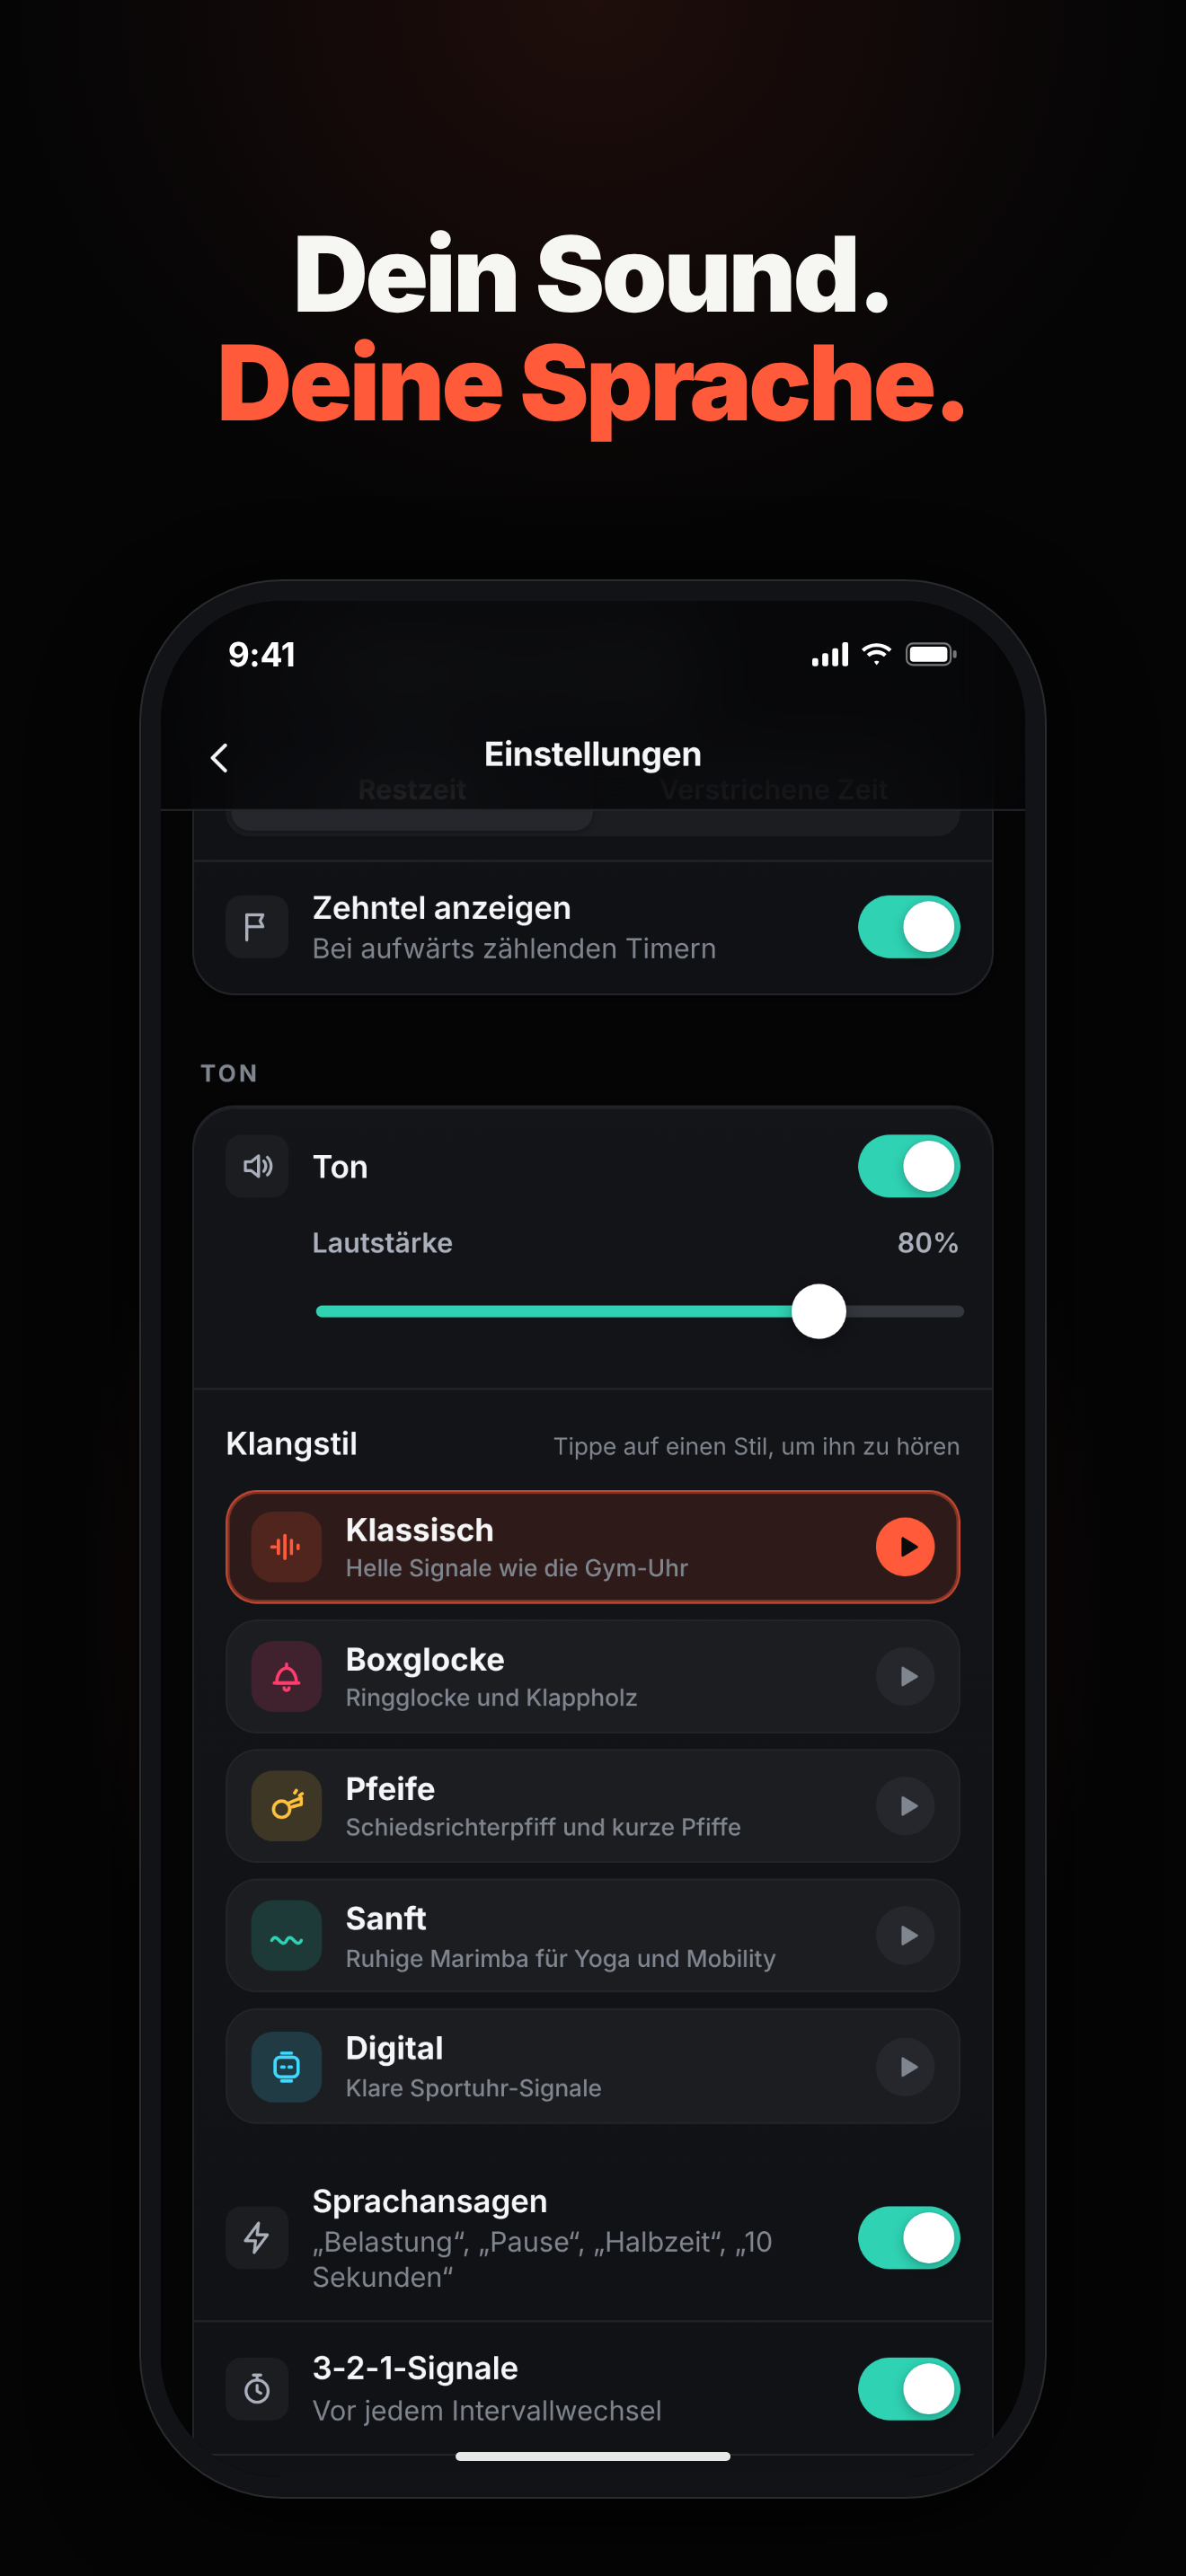 Dein Sound.
Deine Sprache.
9:41
Einstellungen
Restzeit Verstrichene Zeit
Zehntel anzeigen
Bei aufwärts zählenden Timern
TON
Ton
Lautstärke 80%
Klangstil Tippe auf einen Stil, um ihn zu hören
Klassisch
Helle Signale wie die Gym-Uhr
Boxglocke
Ringglocke und Klappholz
Pfeife
Schiedsrichterpfiff und kurze Pfiffe
Sanft
Ruhige Marimba für Yoga und Mobility
Digital
Klare Sportuhr-Signale
Sprachansagen
„Belastung“, „Pause“, „Halbzeit“, „10
Sekunden“
3-2-1-Signale
Vor jedem Intervallwechsel